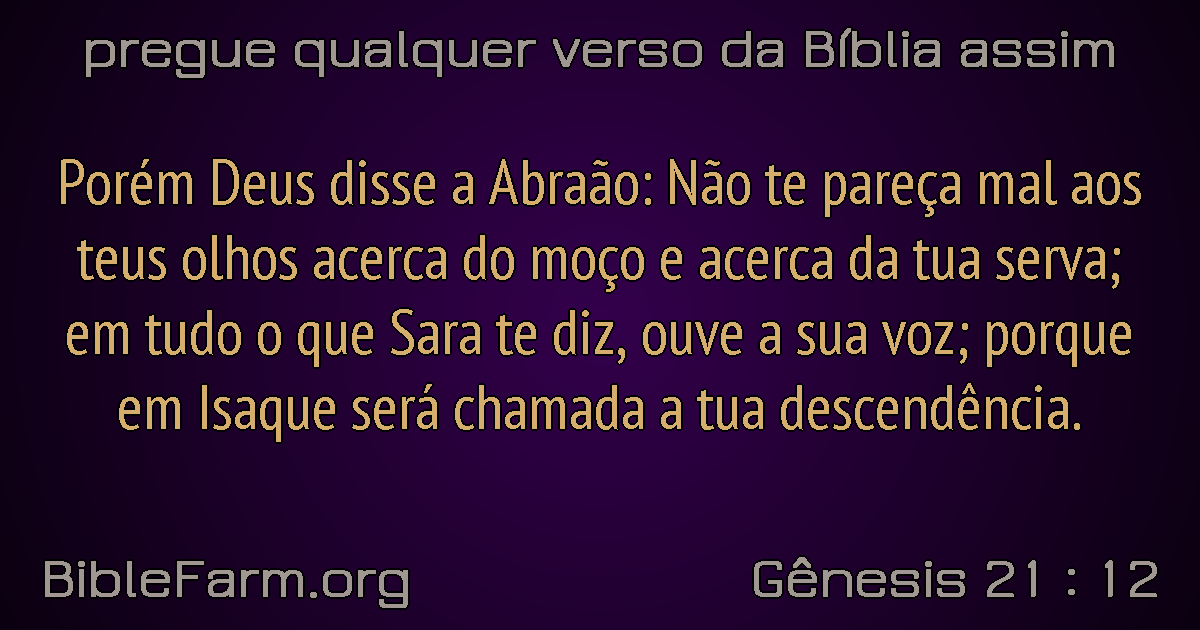 pregue qualquer verso da Bíblia assim
Porém Deus disse a Abraão: Não te pareça mal aos
teus olhos acerca do moço e acerca da tua serva;
em tudo o que Sara te diz, ouve a sua voz; porque
em Isaque será chamada a tua descendência.
BibleFarm.org
Gênesis 21 : 12